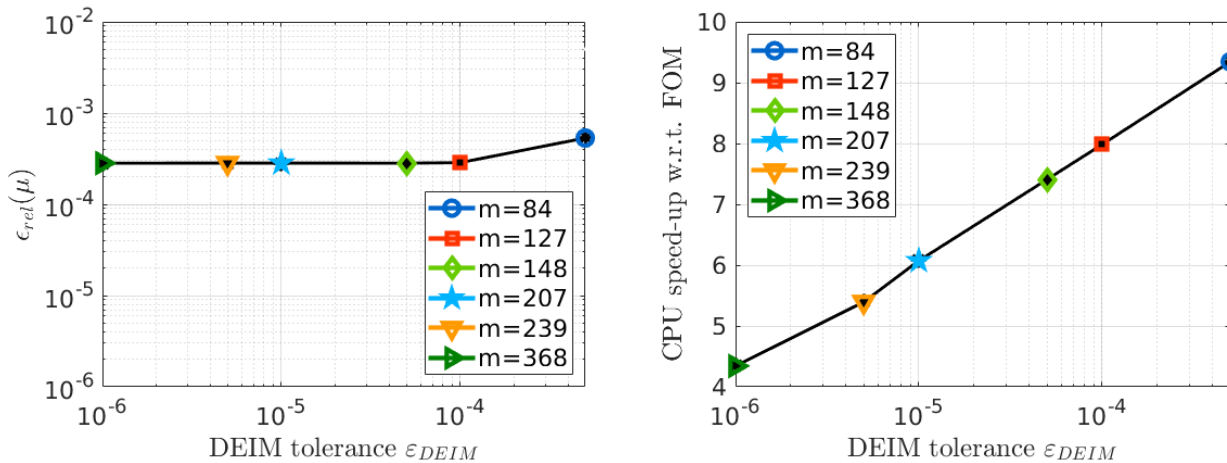 10^-2
10^-3
10^-4
10^-5
10^-6
ϵ_rel(μ)
m=84
m=127
m=148
m=207
m=239
m=368
10^-6
10^-5
10^-4
DEIM tolerance ε_DEIM
10
9
8
7
6
5
4
CPU speed-up w.r.t. FOM
m=84
m=127
m=148
m=207
m=239
m=368
10^-6
10^-5
10^-4
DEIM tolerance ε_DEIM